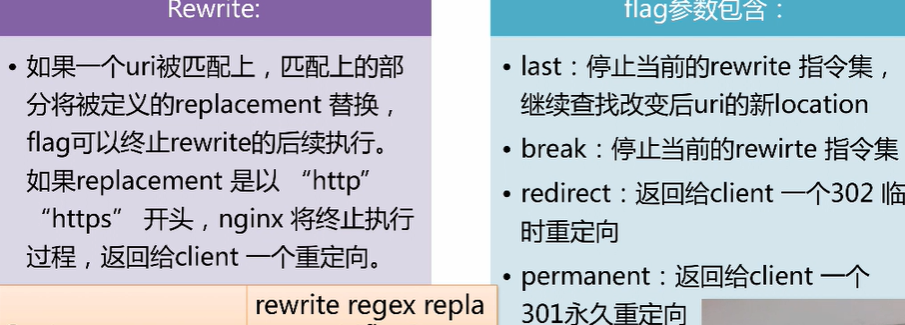 Rewrite:
• 如果一个uri被匹配上，匹配上的部
分将被定义的replacement 替换，
flag可以终止rewrite的后续执行。
如果replacement 是以 “http”
“https” 开头，nginx 将终止执行
过程，返回给client 一个重定向。
rewrite regex repla
flag参数包含：
• last：停止当前的rewrite 指令集，
继续查找改变后uri的新location
• break：停止当前的rewirte 指令集
• redirect：返回给client 一个302 临
时重定向
• permanent：返回给client 一个
301永久重定向